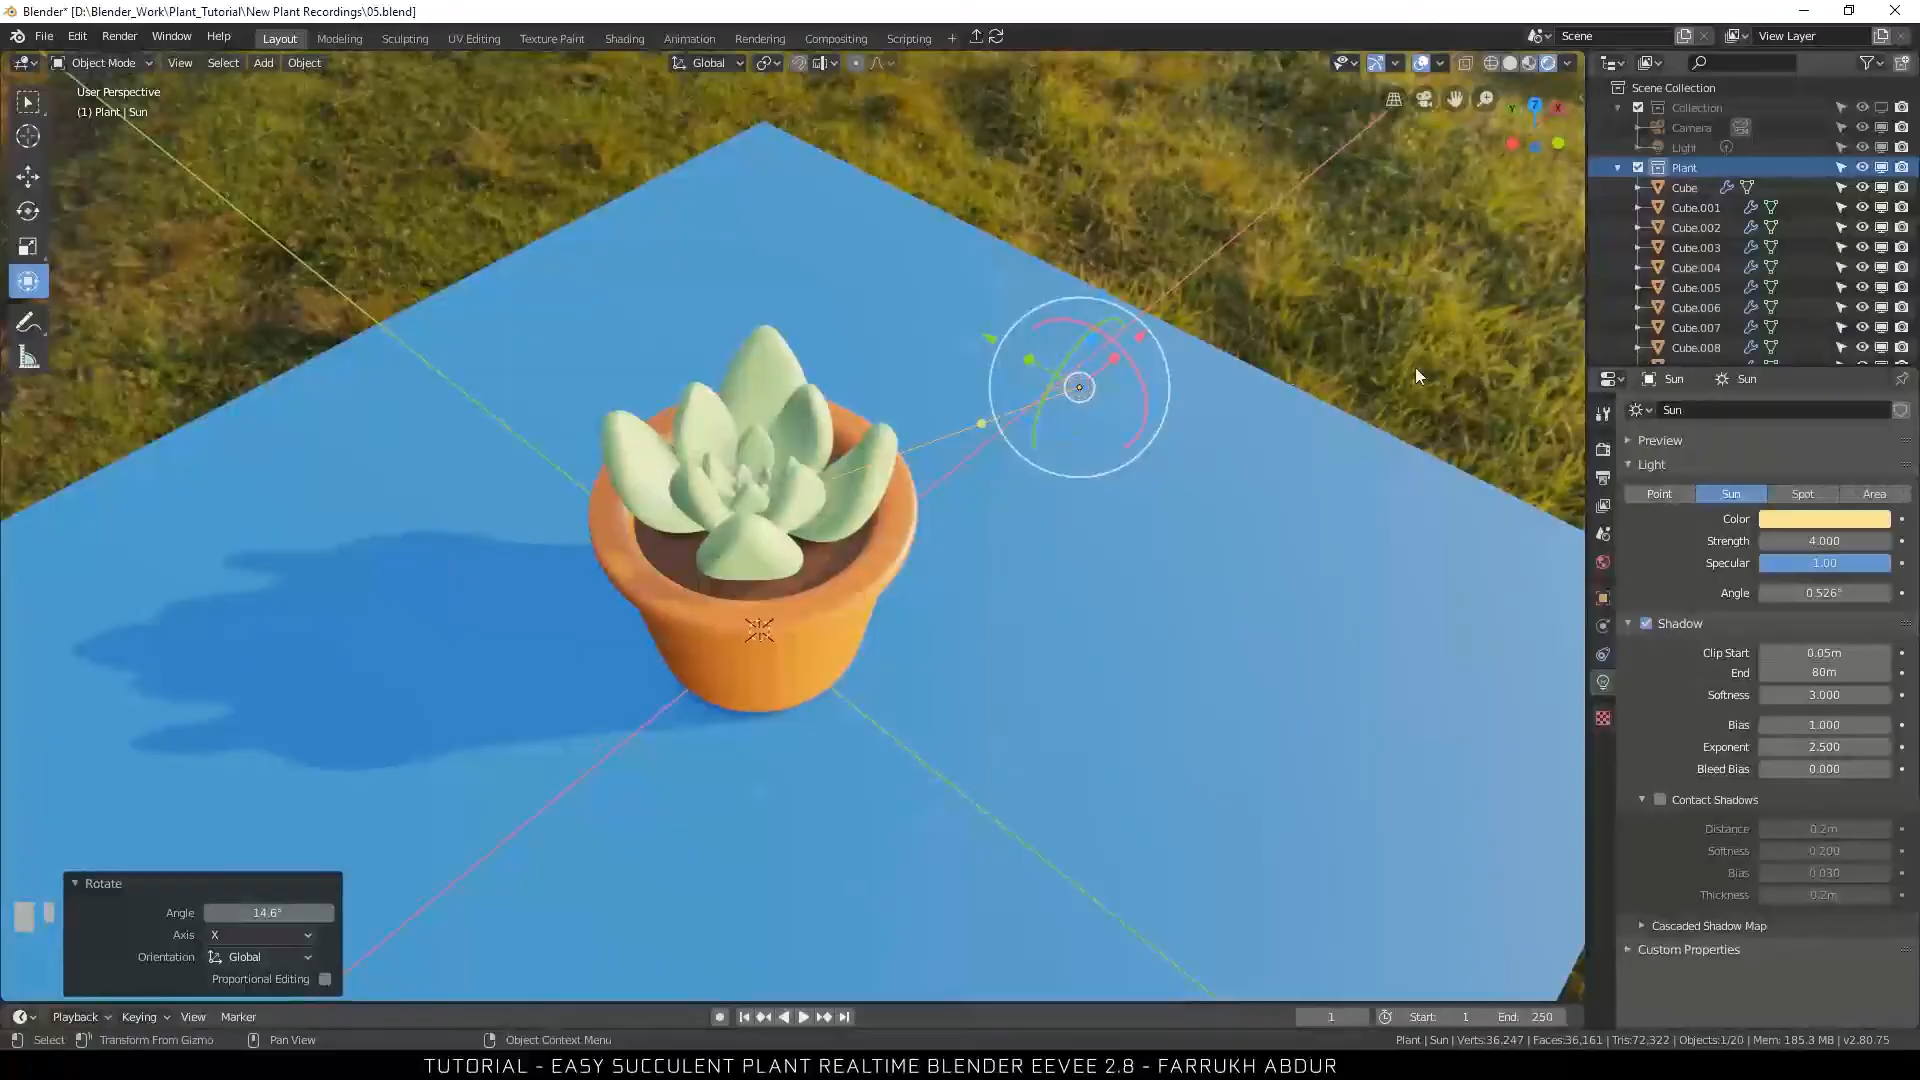 Blender* [D:\Blender_Work\Plant_Tutorial\New Plant Recordings\05.blend]
File Edit Render Window Help Layout Modeling Sculpting UV Editing Texture Paint Shading Animation Rendering Compositing Scripting + Scene View Layer
Object Mode View Select Add Object Global
User Perspective
(1) Plant | Sun
Scene Collection
Collection
Camera
Light
Plant
Cube
Cube.001
Cube.002
Cube.003
Cube.004
Cube.005
Cube.006
Cube.007
Cube.008
Y Z X
Sun Sun
Sun
Preview
Light
Point Sun Spot Area
Color
Strength 4.000
Specular 1.00
Angle 0.526°
Shadow
Clip Start 0.05m
End 80m
Softness 3.000
Bias 1.000
Exponent 2.500
Bleed Bias 0.000
Contact Shadows
Distance 0.2m
Softness 0.200
Bias 0.030
Thickness 0.2m
Cascaded Shadow Map
Custom Properties
Rotate
Angle 14.6°
Axis X
Orientation Global
Proportional Editing
Playback Keying View Marker 1 Start: 1 End: 250
Select Transform From Gizmo Pan View Object Context Menu Plant | Sun | Verts:36,247 | Faces:36,161 | Tris:72,322 | Objects:1/20 | Mem: 185.3 MB | v2.80.75
TUTORIAL - EASY SUCCULENT PLANT REALTIME BLENDER EEVEE 2.8 - FARRUKH ABDUR